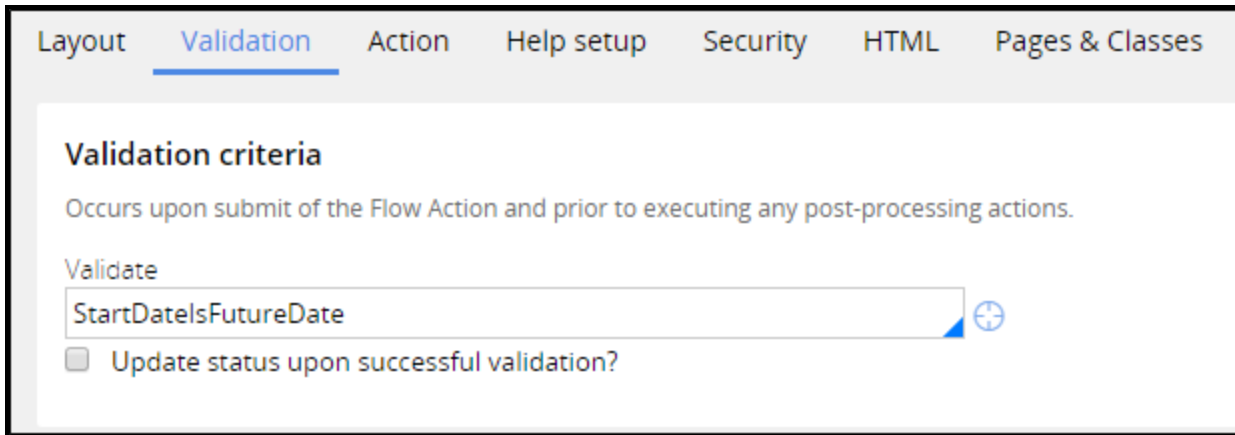 Layout Validation Action Help setup Security HTML Pages & Classes
Validation criteria
Occurs upon submit of the Flow Action and prior to executing any post-processing actions.
Validate
StartDateIsFutureDate
Update status upon successful validation?